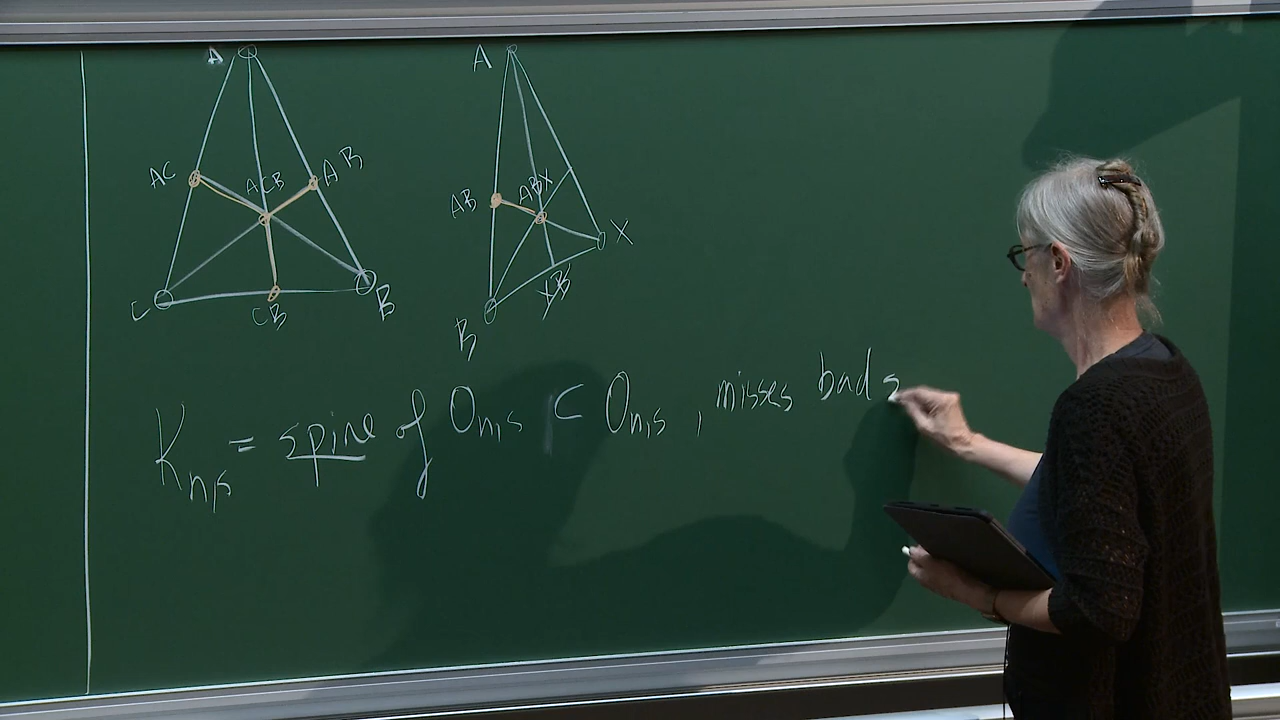 A
AC
ACB
AB
C
CB
B
A
AB
ABX
X
XB
B
K_{n,s} = spine of O_{n,s} ⊂ O_{n,s}, misses bad s